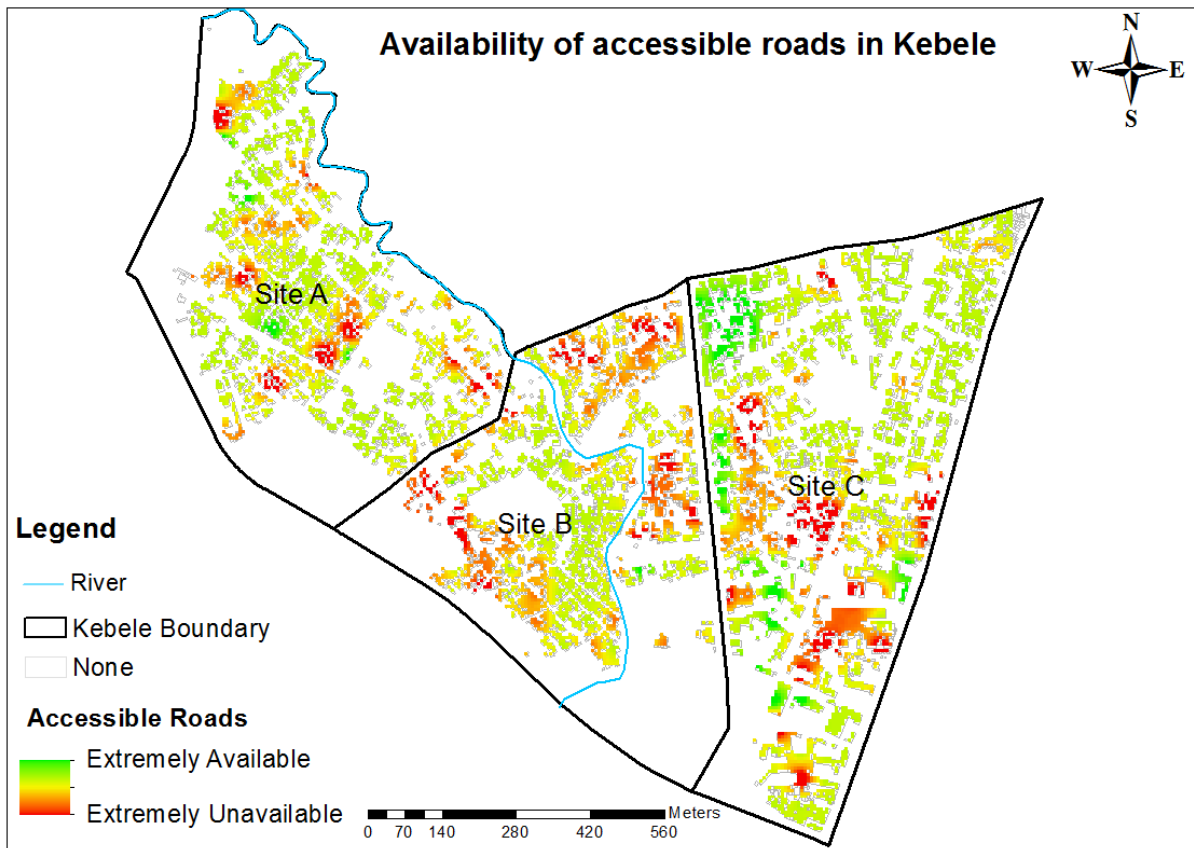 Availability of accessible roads in Kebele
N
W E
S
Site A
Site B
Site C
Legend
River
Kebele Boundary
None
Accessible Roads
Extremely Available
Extremely Unavailable
Meters
0 70 140 280 420 560